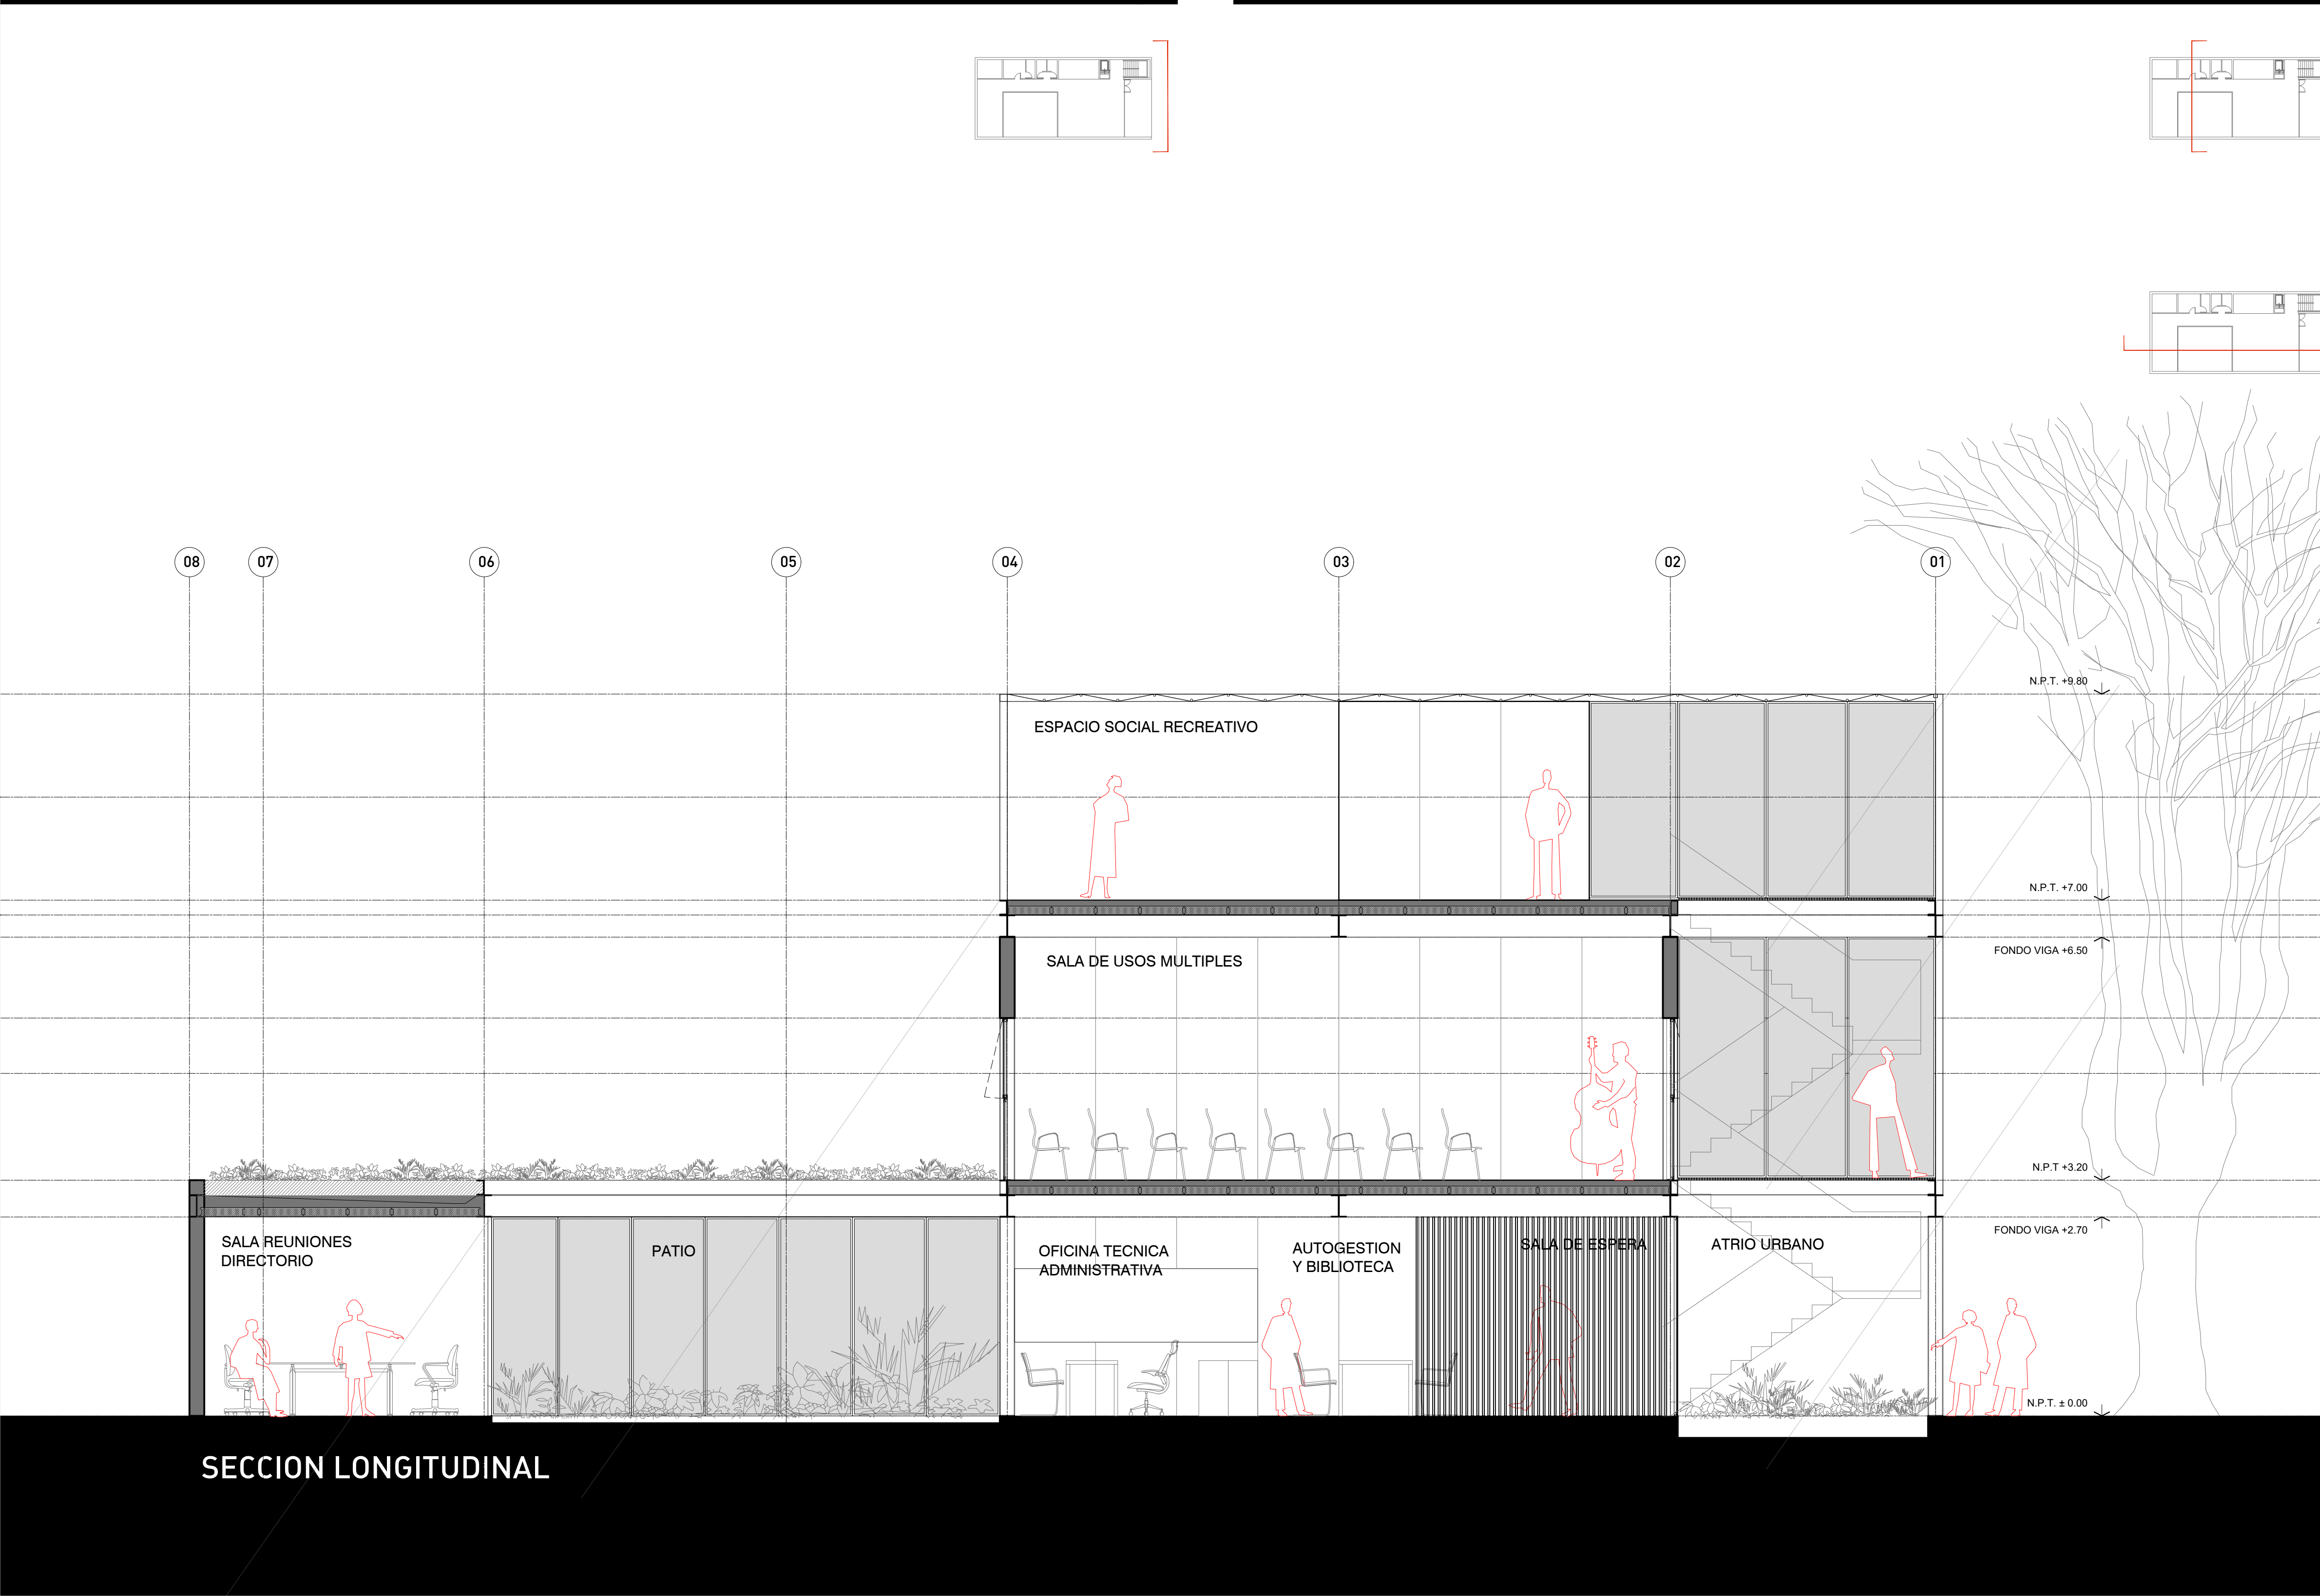 08 07 06 05 04 03 02 01
N.P.T. +9.80
ESPACIO SOCIAL RECREATIVO
N.P.T. +7.00
FONDO VIGA +6.50
SALA DE USOS MULTIPLES
N.P.T +3.20
FONDO VIGA +2.70
SALA REUNIONES
DIRECTORIO
PATIO
OFICINA TECNICA
ADMINISTRATIVA
AUTOGESTION
Y BIBLIOTECA
SALA DE ESPERA
ATRIO URBANO
N.P.T. ± 0.00
SECCION LONGITUDINAL